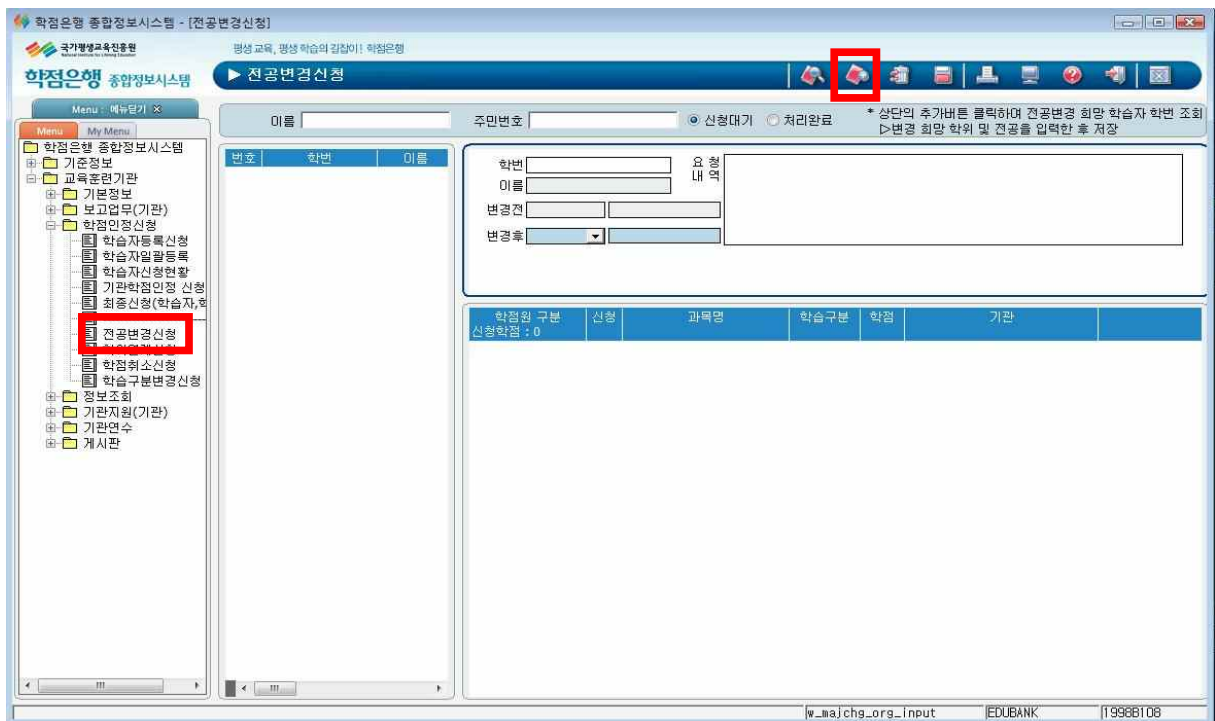 학점은행 종합정보시스템 - [전공변경신청]
국가평생교육진흥원
평생 교육, 평생 학습의 길잡이! 학점은행
학점은행 종합정보시스템
▶ 전공변경신청
Menu : 메뉴닫기
Menu My Menu
이름
주민번호
신청대기 처리완료
* 상단의 추가버튼 클릭하여 전공변경 희망 학습자 학번 조회
▷변경 희망 학위 및 전공을 입력한 후 저장
학점은행 종합정보시스템
기준정보
교육훈련기관
기본정보
보고업무(기관)
학점인정신청
학습자등록신청
학습자일괄등록
학습자신청현황
기관학점인정 신청
최종신청(학습자,학
전공변경신청
학점취소신청
학습구분변경신청
정보조회
기관지원(기관)
기관연수
게시판
번호 학번 이름
학번
이름
변경전
변경후
요 청
내 역
학점원 구분 신청 과목명 학습구분 학점 기관
신청학점 : 0
w_majchg_org_input EDUBANK 1998B108